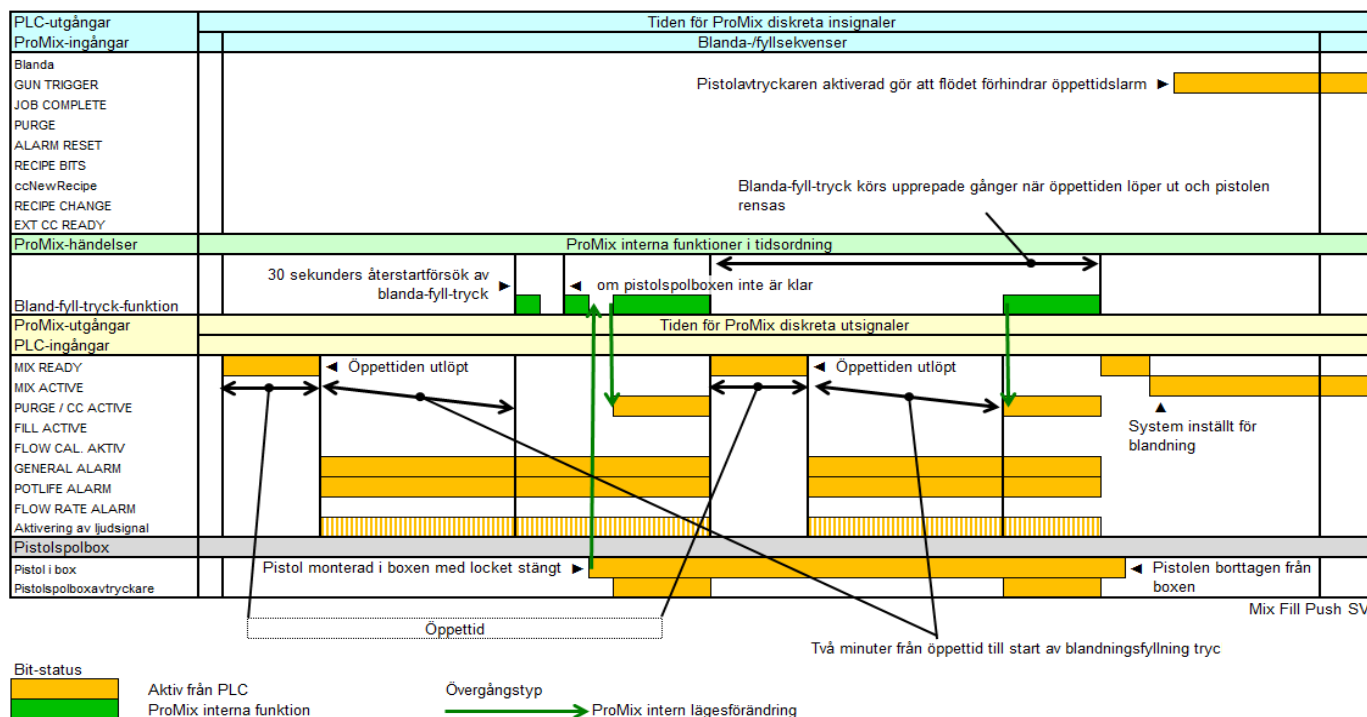 PLC-utgångar
Tiden för ProMix diskreta insignaler
ProMix-ingångar
Blanda-/fyllsekvenser
Blanda
GUN TRIGGER
Pistolavtryckaren aktiverad gör att flödet förhindrar öppettidslarm
JOB COMPLETE
PURGE
ALARM RESET
RECIPE BITS
ccNewRecipe
Blanda-fyll-tryck körs upprepade gånger när öppettiden löper ut och pistolen
rensas
RECIPE CHANGE
EXT CC READY
ProMix-händelser
ProMix interna funktioner i tidsordning
30 sekunders återstartförsök av
blanda-fyll-tryck
om pistolspolboxen inte är klar
Bland-fyll-tryck-funktion
ProMix-utgångar
Tiden för ProMix diskreta utsignaler
PLC-ingångar
MIX READY
Öppettiden utlöpt
Öppettiden utlöpt
MIX ACTIVE
PURGE / CC ACTIVE
FILL ACTIVE
System inställt för
blandning
FLOW CAL. AKTIV
GENERAL ALARM
POTLIFE ALARM
FLOW RATE ALARM
Aktivering av ljudsignal
Pistolspolbox
Pistol i box
Pistol monterad i boxen med locket stängt
Pistolen borttagen från
boxen
Pistolspolboxavtryckare
Mix Fill Push SV
Öppettid
Två minuter från öppettid till start av blandningsfyllning tryc
Bit-status
Aktiv från PLC
Övergångstyp
ProMix interna funktion
ProMix intern lägesförändring